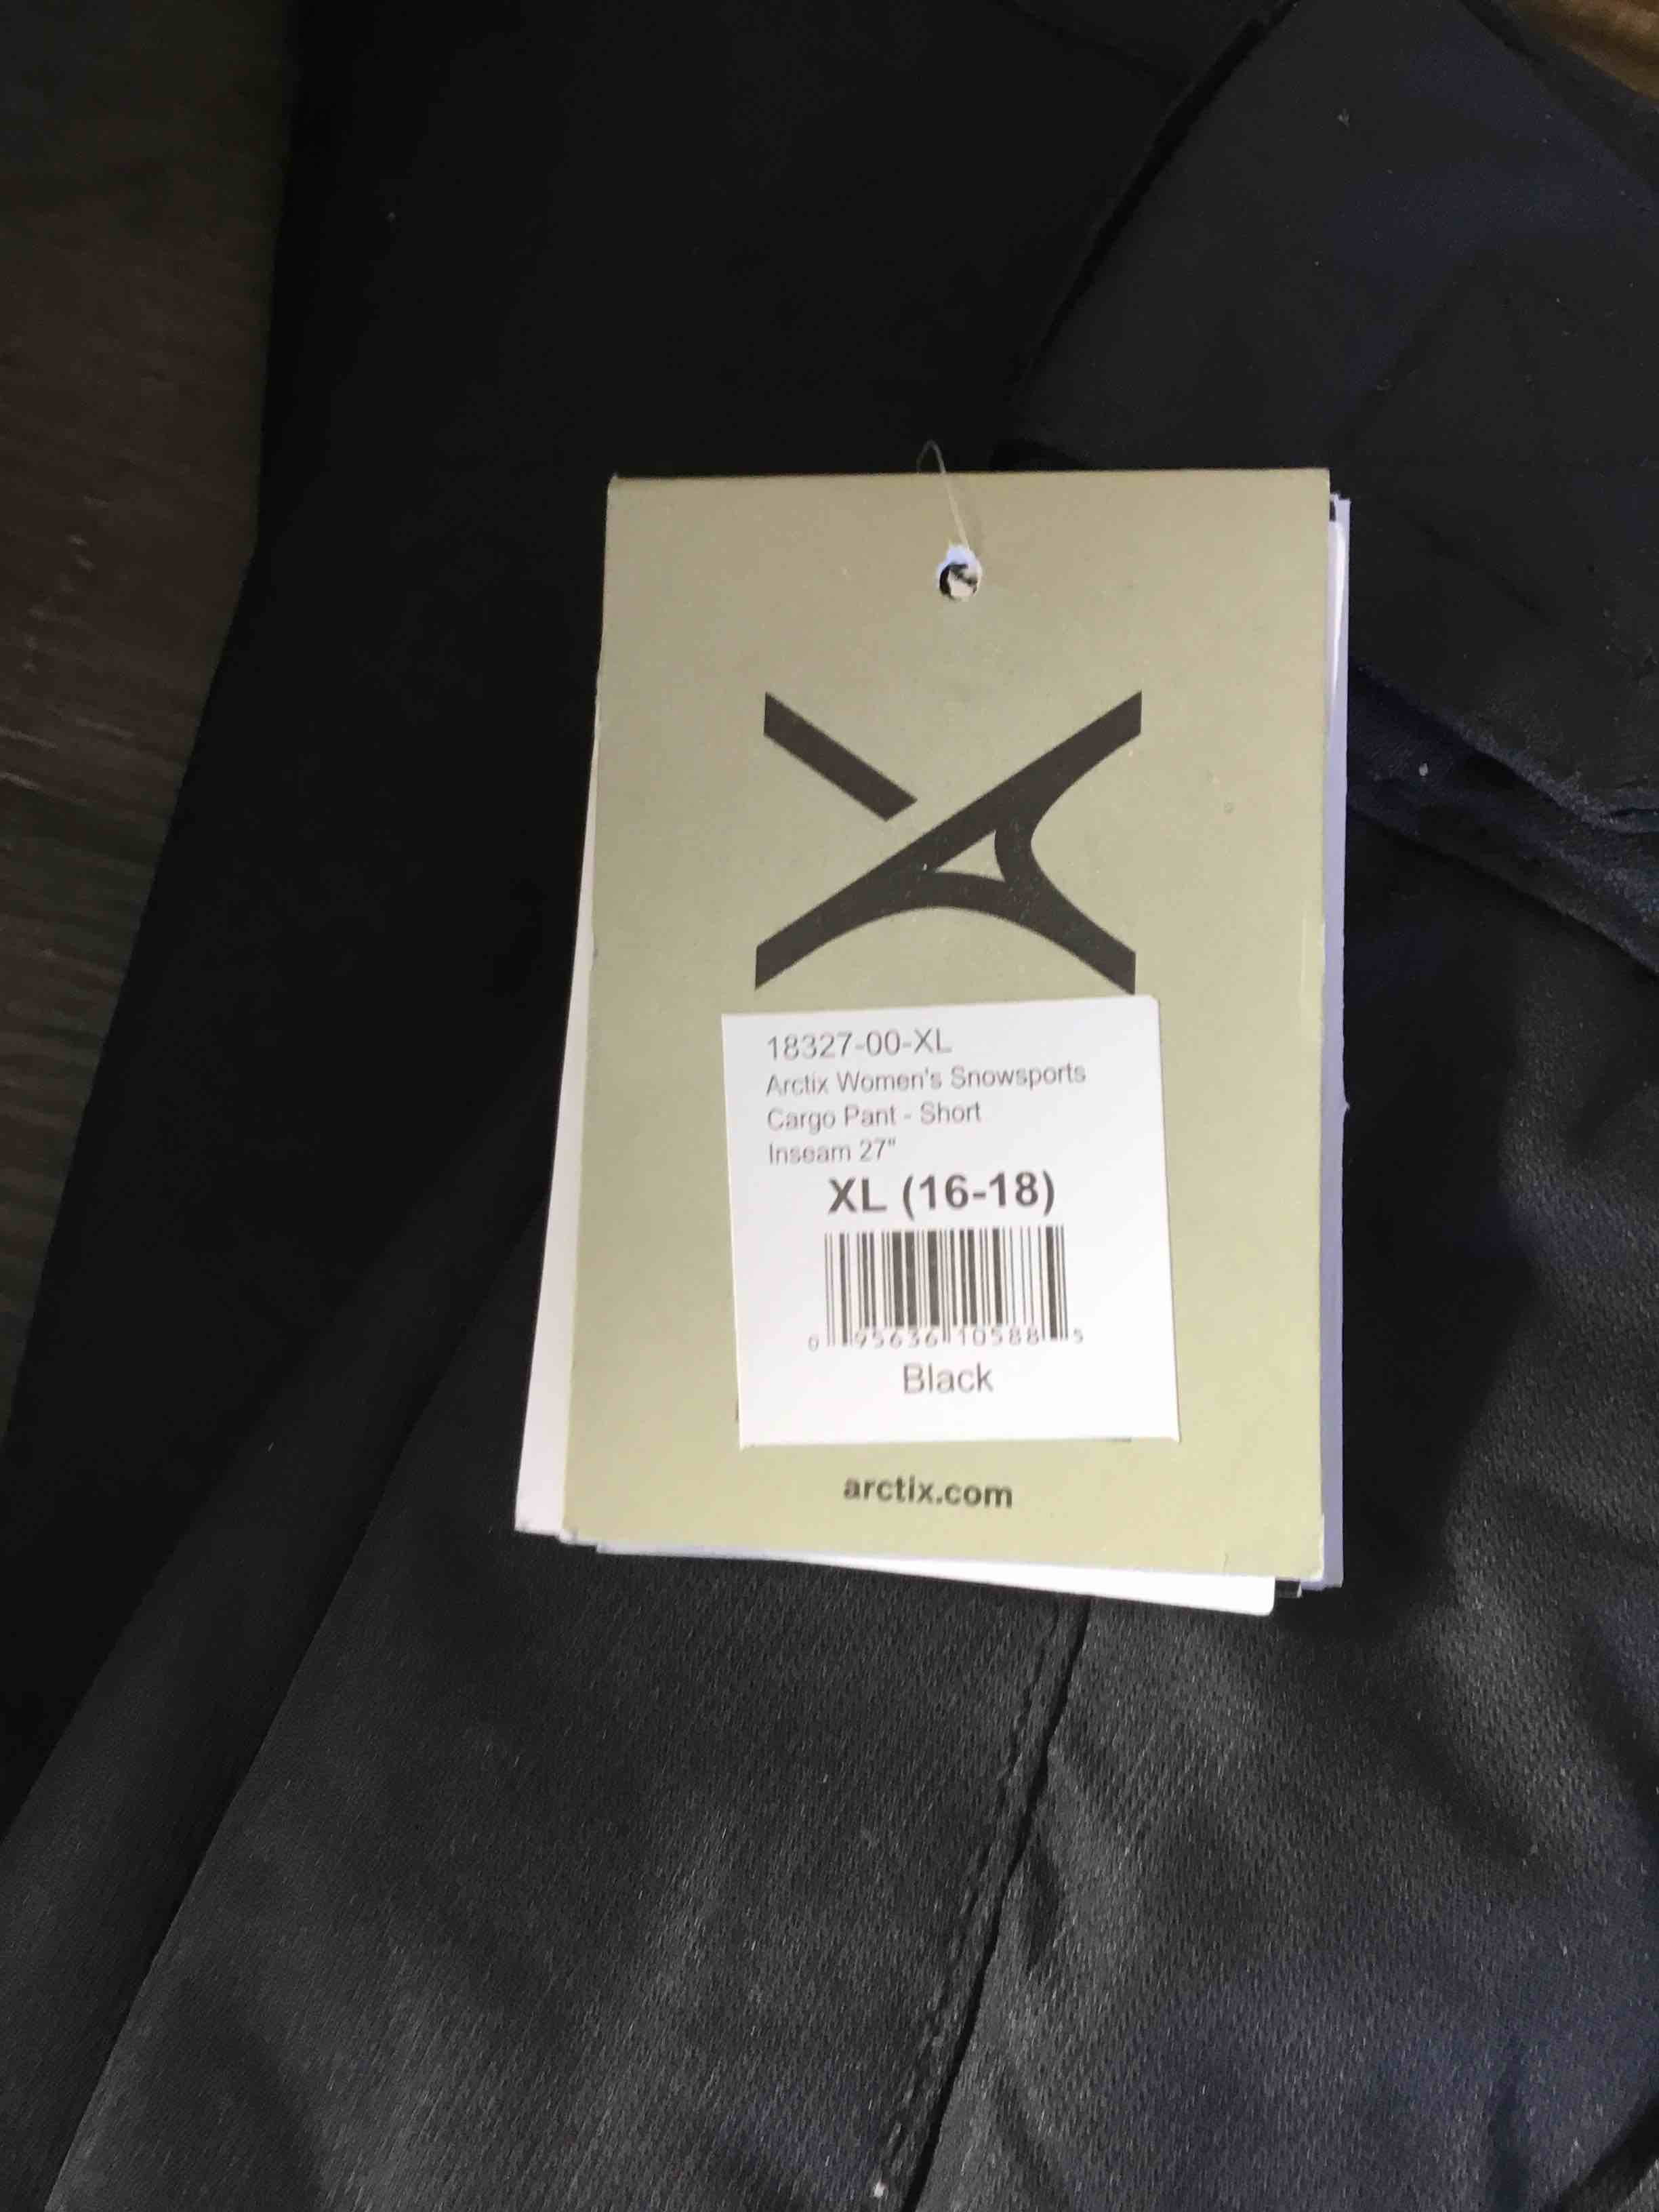 18327-00-XL
Arctix Women's Snowsports
Cargo Pant - Short
Inseam 27"
XL (16-18)
0 95636 10588 5
Black
arctix.com